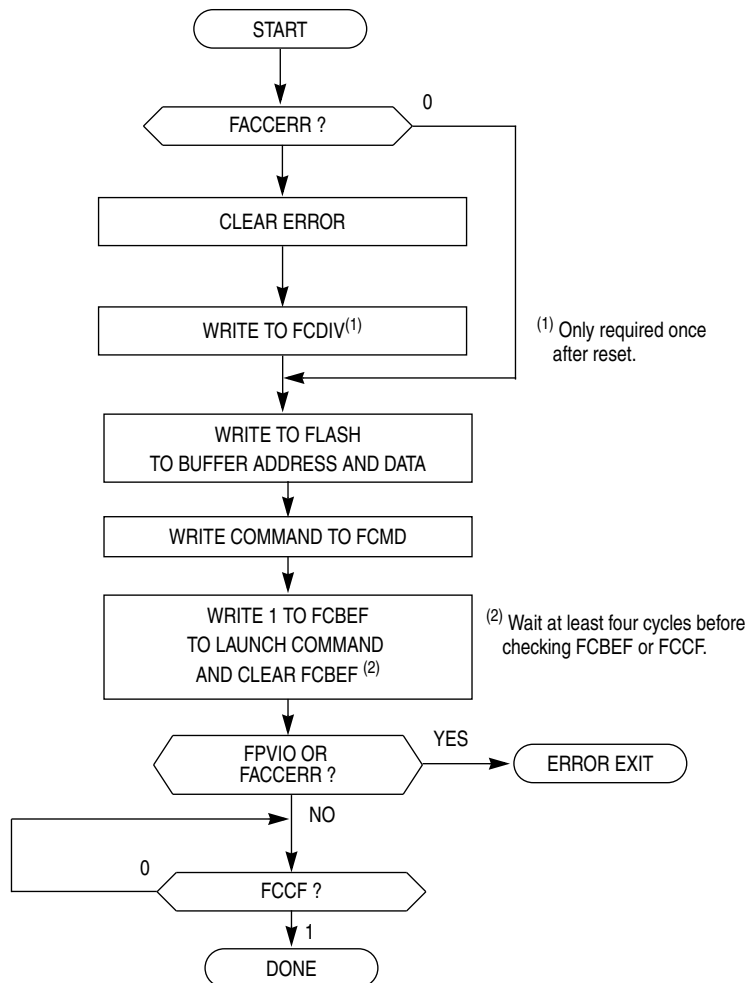 START
0
FACCERR ?
CLEAR ERROR
WRITE TO FCDIV(1)
(1) Only required once
after reset.
WRITE TO FLASH
TO BUFFER ADDRESS AND DATA
WRITE COMMAND TO FCMD
WRITE 1 TO FCBEF
TO LAUNCH COMMAND
AND CLEAR FCBEF (2)
(2) Wait at least four cycles before
checking FCBEF or FCCF.
FPVIO OR
FACCERR ?
YES
ERROR EXIT
NO
0
FCCF ?
1
DONE